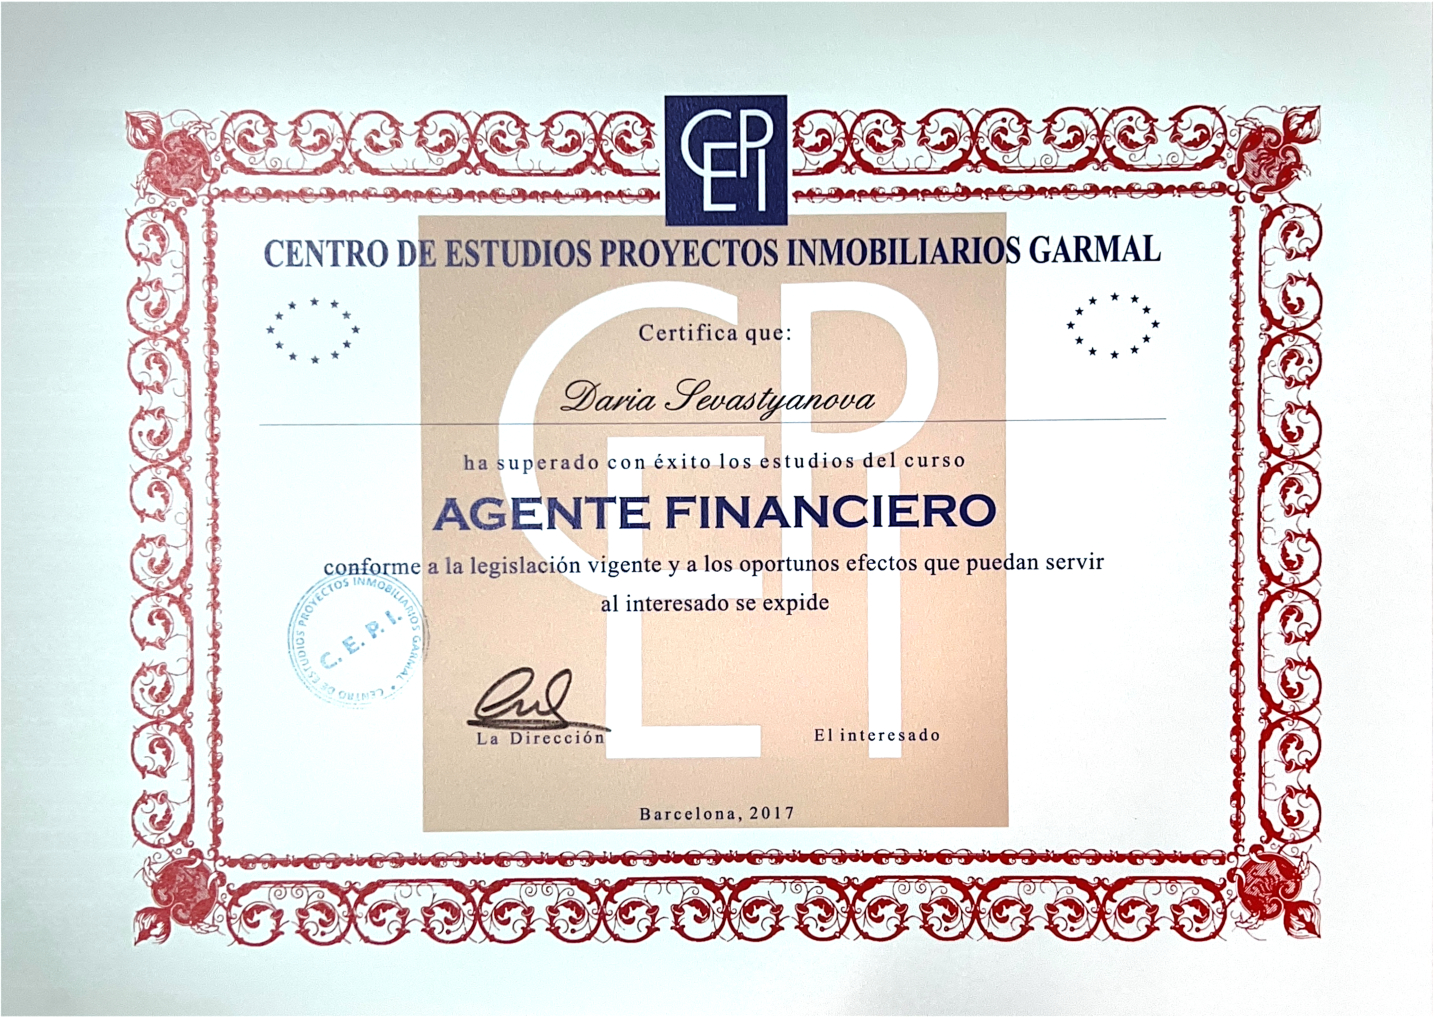 CEPI
CENTRO DE ESTUDIOS PROYECTOS INMOBILIARIOS GARMAL
Certifica que:
Daria Sevastyanova
ha superado con éxito los estudios del curso
AGENTE FINANCIERO
conforme a la legislación vigente y a los oportunos efectos que puedan servir
al interesado se expide
CENTRO DE ESTUDIOS PROYECTOS INMOBILIARIOS GARMAL
C. E. P. I.
La Dirección
El interesado
Barcelona, 2017